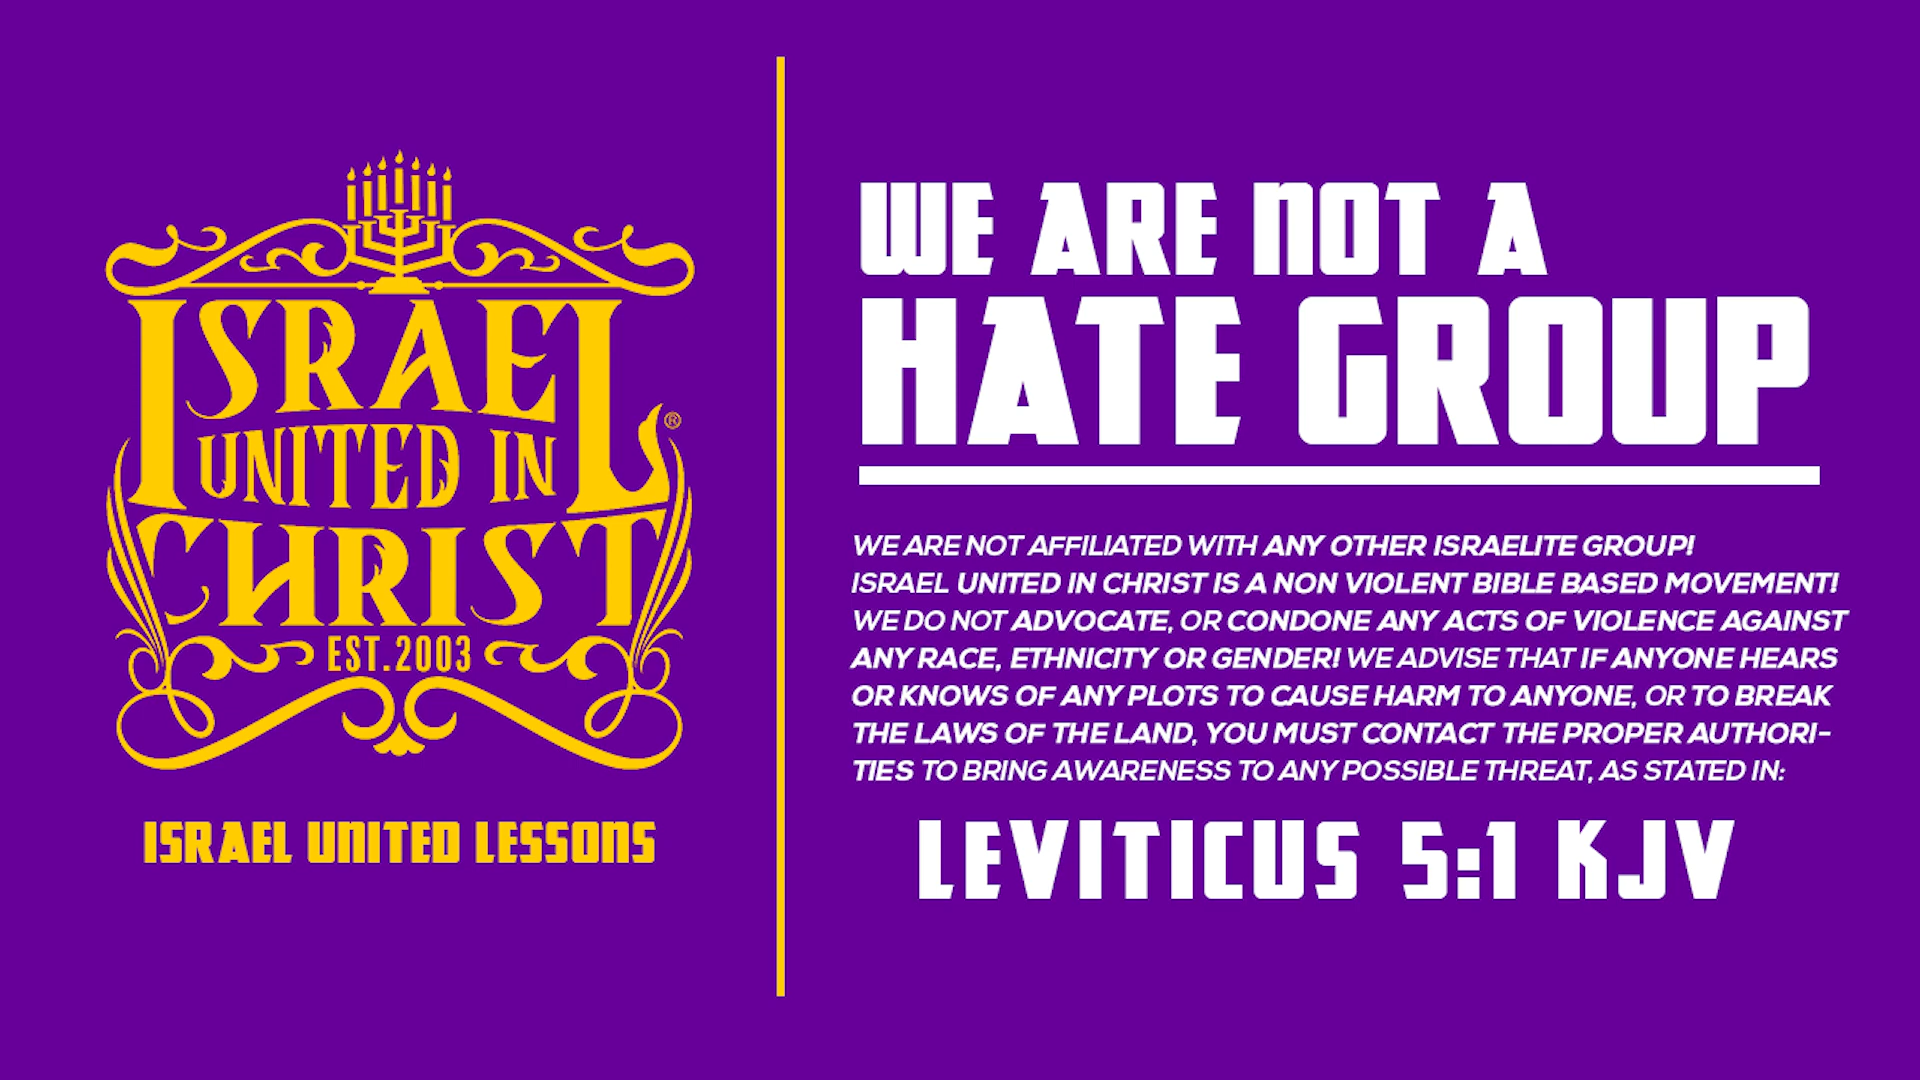 ISRAEL
UNITED IN
CHRIST
®
EST.2003
ISRAEL UNITED LESSONS
WE ARE NOT A
HATE GROUP
WE ARE NOT AFFILIATED WITH ANY OTHER ISRAELITE GROUP!
ISRAEL UNITED IN CHRIST IS A NON VIOLENT BIBLE BASED MOVEMENT!
WE DO NOT ADVOCATE, OR CONDONE ANY ACTS OF VIOLENCE AGAINST
ANY RACE, ETHNICITY OR GENDER! WE ADVISE THAT IF ANYONE HEARS
OR KNOWS OF ANY PLOTS TO CAUSE HARM TO ANYONE, OR TO BREAK
THE LAWS OF THE LAND, YOU MUST CONTACT THE PROPER AUTHORI-
TIES TO BRING AWARENESS TO ANY POSSIBLE THREAT, AS STATED IN:
LEVITICUS 5:1 KJV